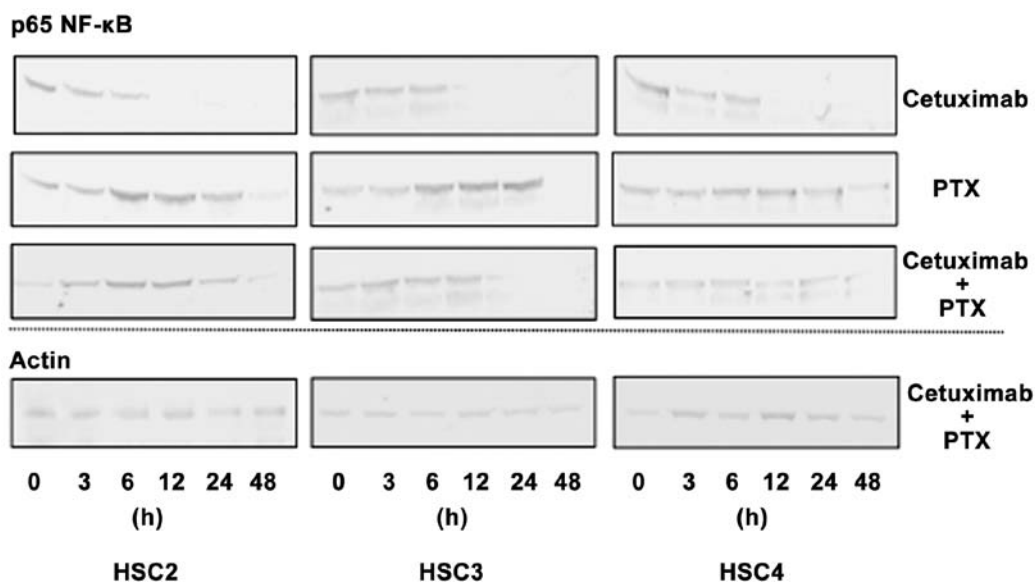 p65 NF-κB
Cetuximab
PTX
Cetuximab
+
PTX
Actin
Cetuximab
+
PTX
0 3 6 12 24 48 0 3 6 12 24 48 0 3 6 12 24 48
(h) (h) (h)
HSC2 HSC3 HSC4